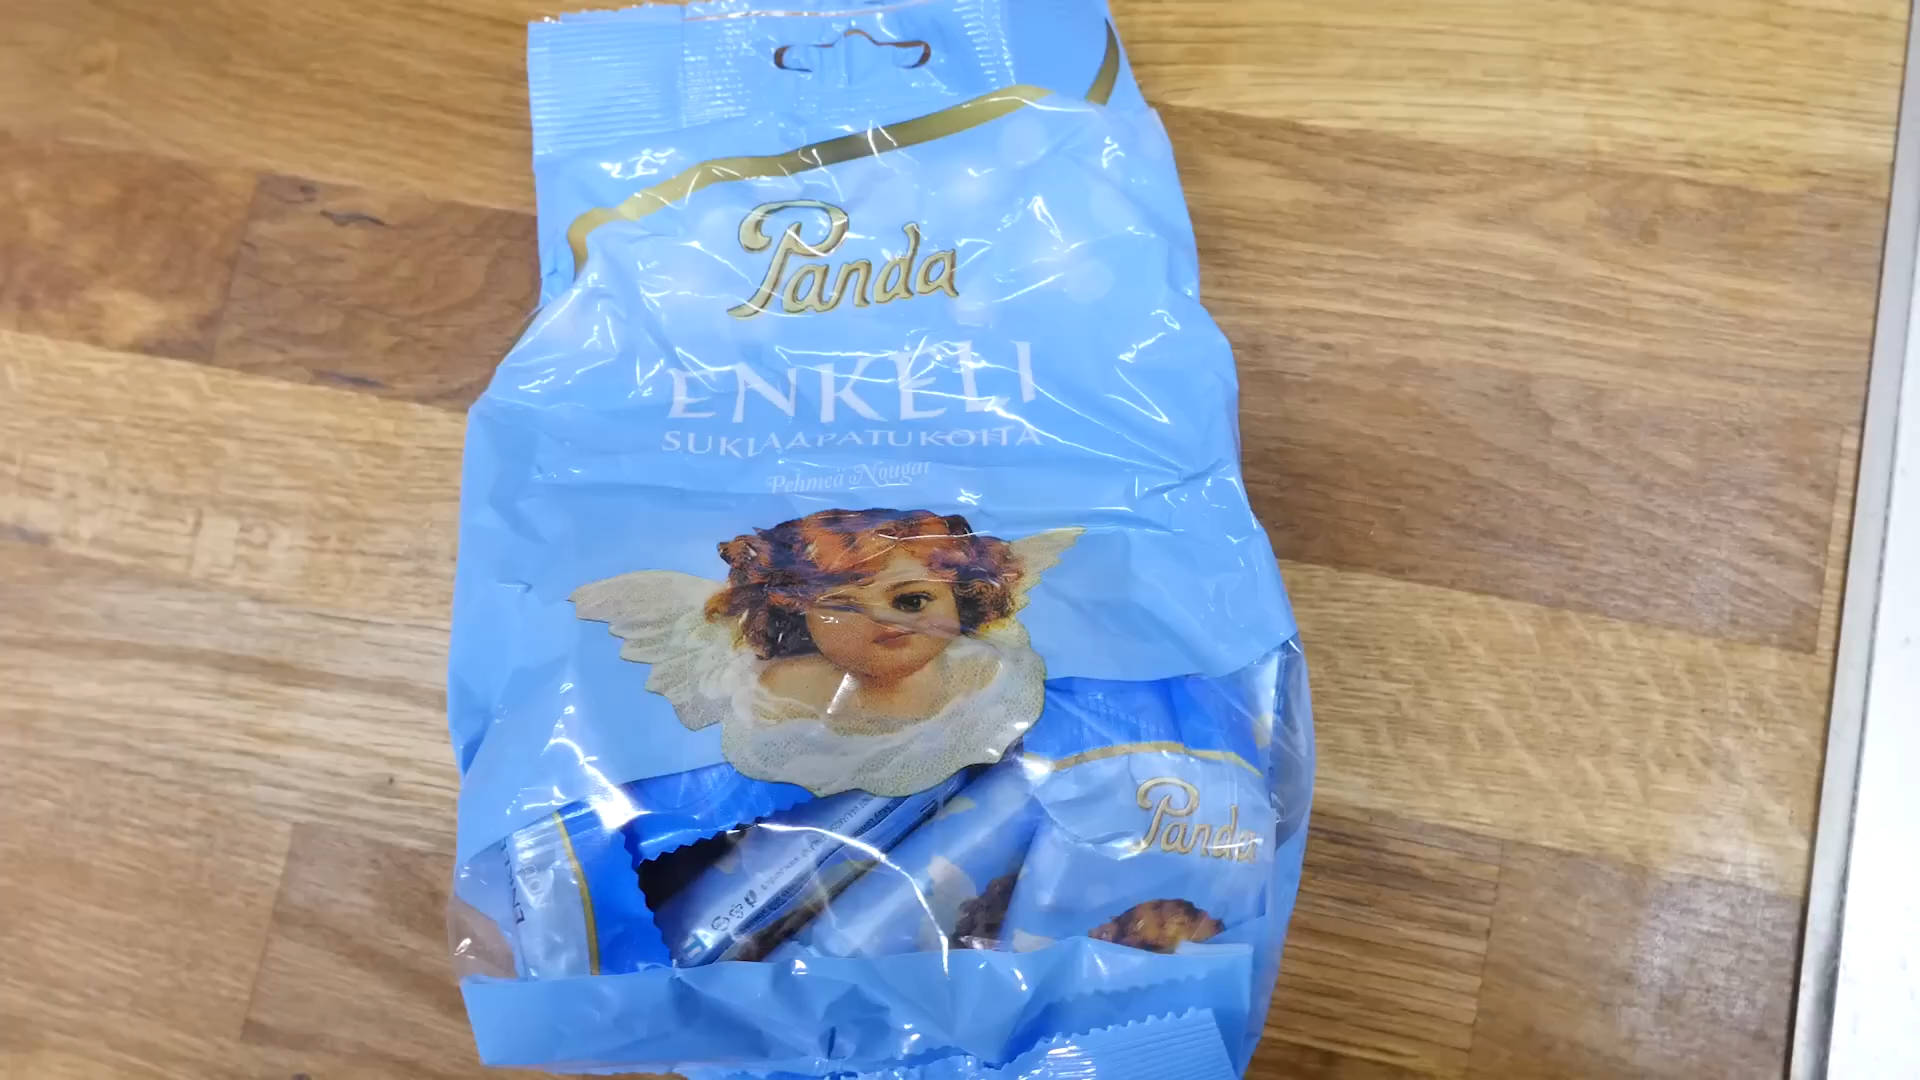 Panda
ENKELI
SUKLAAPATUKOITA
Pehmeä Nougat
Panda